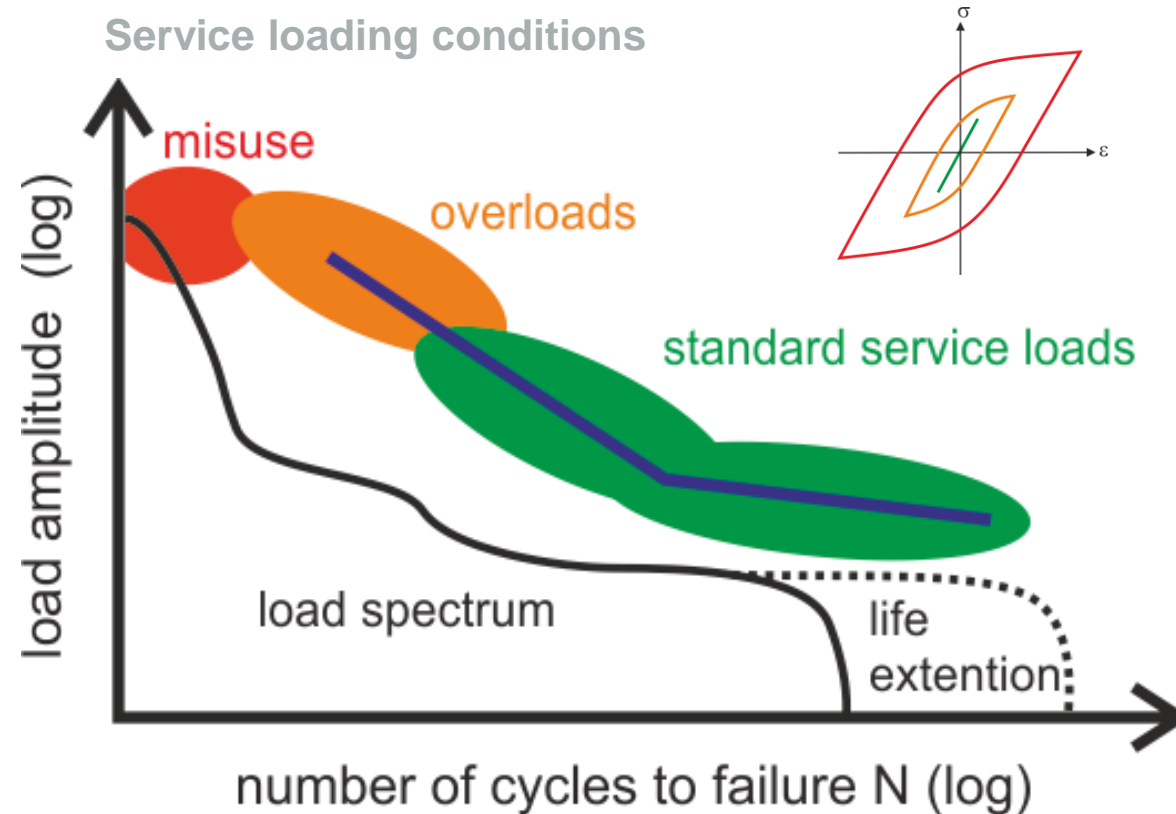 Service loading conditions
σ
ε
misuse
overloads
standard service loads
load amplitude (log)
load spectrum
life
extention
number of cycles to failure N (log)